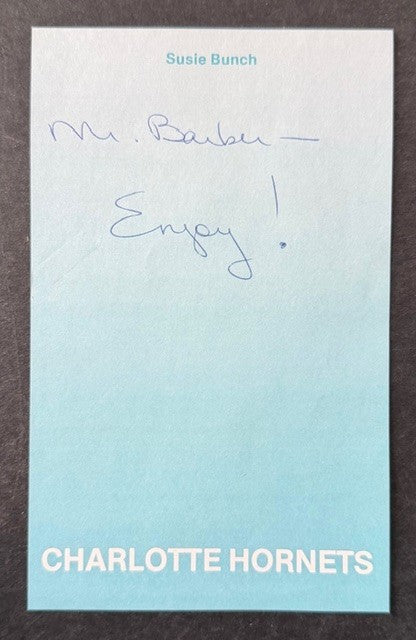 Susie Bunch
Mr. Barber —
Enjoy!
CHARLOTTE HORNETS